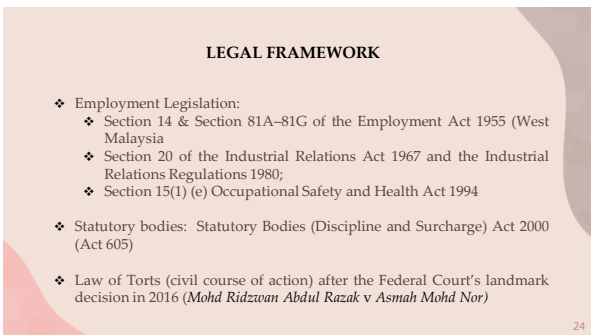 LEGAL FRAMEWORK
❖ Employment Legislation:
❖ Section 14 & Section 81A–81G of the Employment Act 1955 (West
Malaysia
❖ Section 20 of the Industrial Relations Act 1967 and the Industrial
Relations Regulations 1980;
❖ Section 15(1) (e) Occupational Safety and Health Act 1994
❖ Statutory bodies: Statutory Bodies (Discipline and Surcharge) Act 2000
(Act 605)
❖ Law of Torts (civil course of action) after the Federal Court’s landmark
decision in 2016 (Mohd Ridzwan Abdul Razak v Asmah Mohd Nor)
24